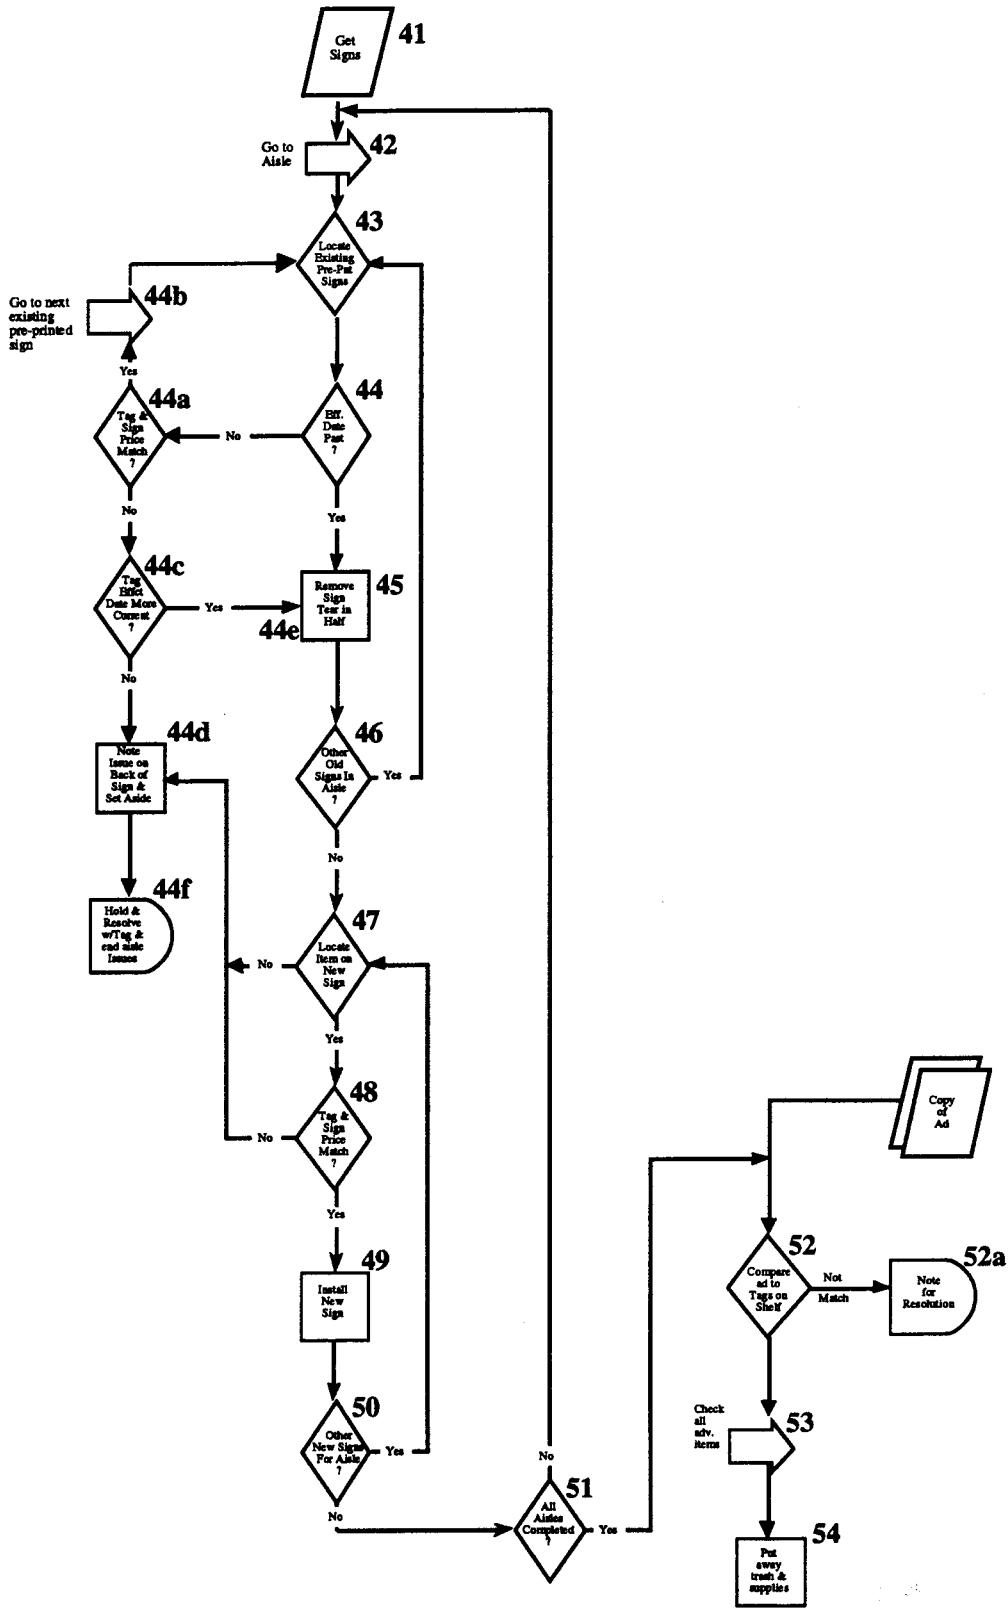 Get
Signs
41
Go to
Aisle
42
43
Locate
Existing
Pre-Prt
Signs
Go to next
existing
pre-printed
sign
44b
Yes
44a
Tag &
Sign
Price
Match
?
No
44
Eff.
Date
Past
?
No
Yes
44c
Tag
Effct
Date More
Current
?
Yes
45
Remove
Sign
Tear in
Half
44e
No
44d
Note
Issue on
Back of
Sign &
Set Aside
46
Other
Old
Signs In
Aisle
?
Yes
No
44f
Hold &
Resolve
w/Tag &
end aisle
Issues
47
Locate
Item on
New
Sign
No
Yes
48
Tag &
Sign
Price
Match
?
No
Yes
49
Install
New
Sign
50
Other
New Signs
For Aisle
?
Yes
No
No
51
All
Aisles
Completed
?
Yes
Copy
of
Ad
52
Compare
ad to
Tags on
Shelf
Not
Match
52a
Note
for
Resolution
Check
all
adv.
items
53
54
Put
away
trash &
supplies